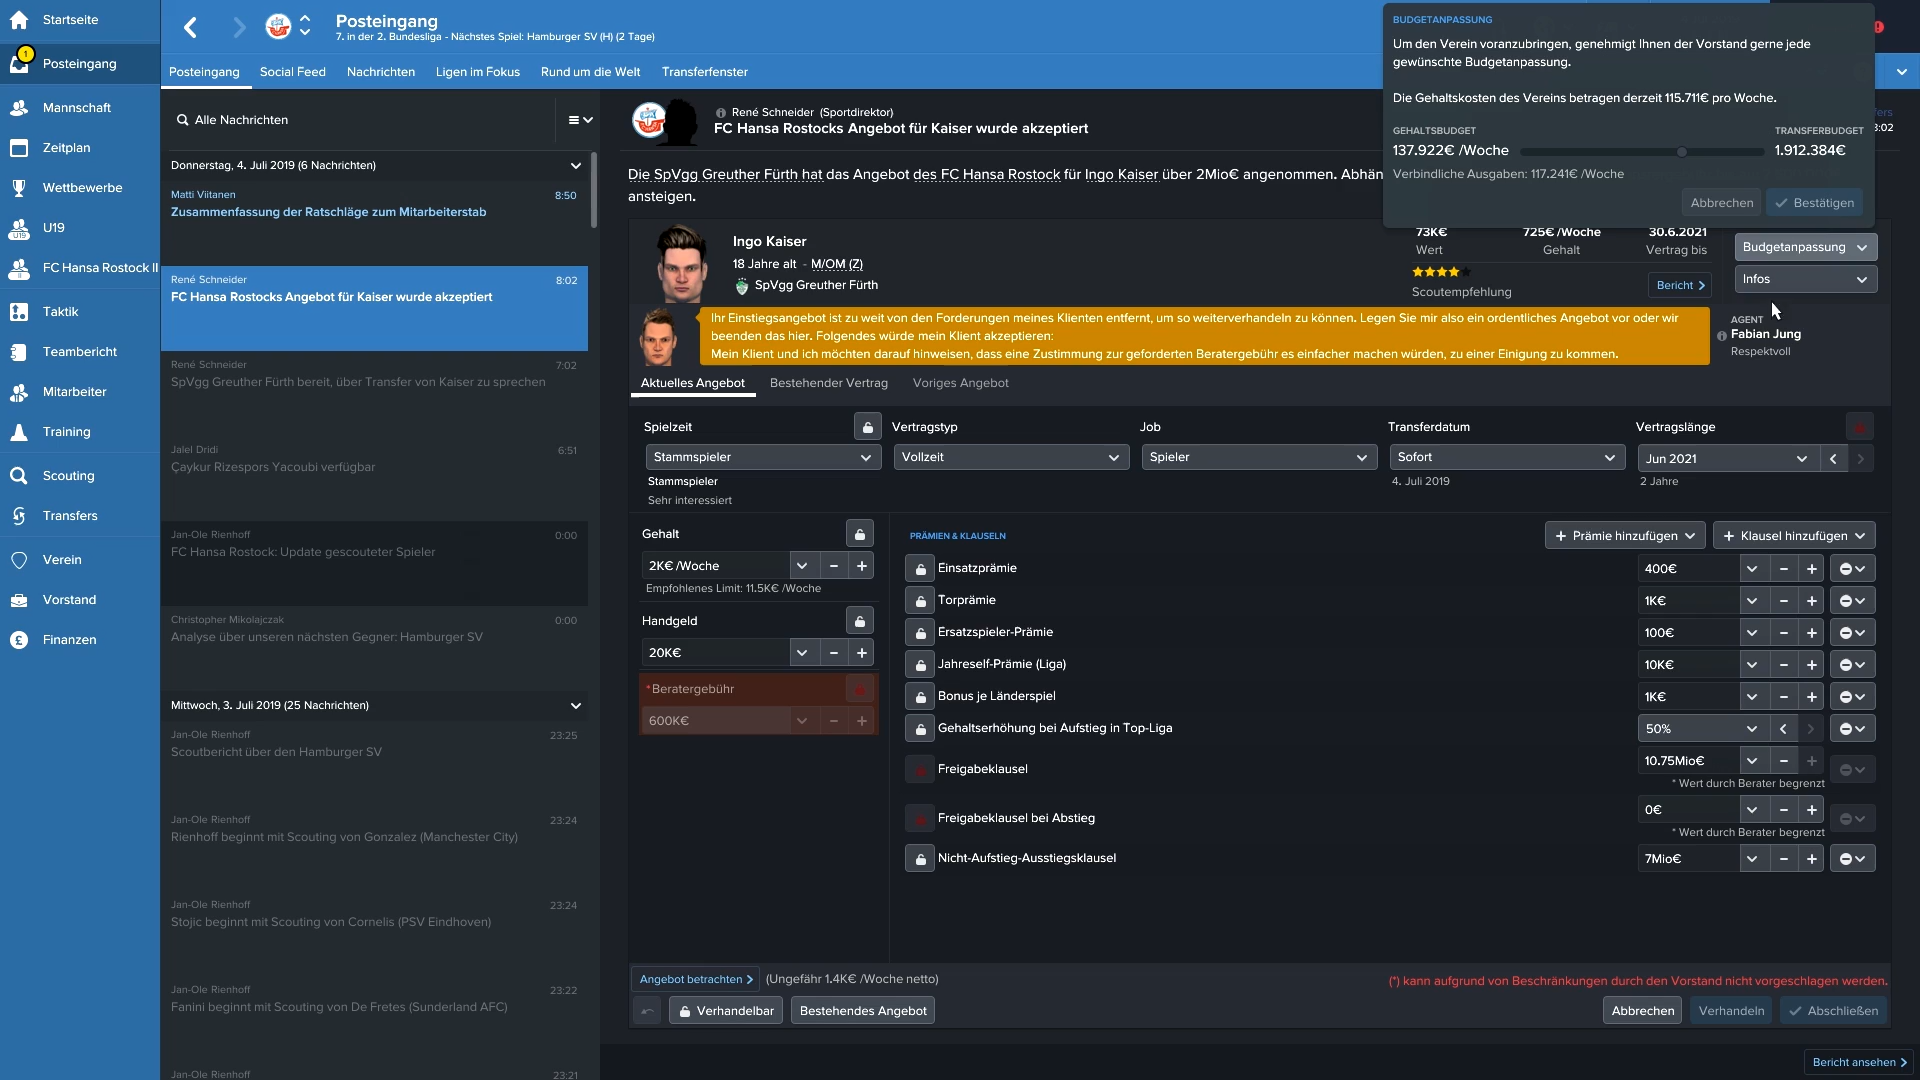 Startseite
1
Posteingang
Mannschaft
Zeitplan
Wettbewerbe
U19
FC Hansa Rostock II
Taktik
Teambericht
Mitarbeiter
Training
Scouting
Transfers
Verein
Vorstand
Finanzen
Posteingang
7. in der 2. Bundesliga - Nächstes Spiel: Hamburger SV (H) (2 Tage)
Posteingang Social Feed Nachrichten Ligen im Fokus Rund um die Welt Transferfenster
Alle Nachrichten
Donnerstag, 4. Juli 2019 (6 Nachrichten)
Matti Viitanen 8:50
Zusammenfassung der Ratschläge zum Mitarbeiterstab
René Schneider 8:02
FC Hansa Rostocks Angebot für Kaiser wurde akzeptiert
René Schneider 7:02
SpVgg Greuther Fürth bereit, über Transfer von Kaiser zu sprechen
Jalel Dridi 6:51
Çaykur Rizespors Yacoubi verfügbar
Jan-Ole Rienhoff 0:00
FC Hansa Rostock: Update gescouteter Spieler
Christopher Mikolajczak 0:00
Analyse über unseren nächsten Gegner: Hamburger SV
Mittwoch, 3. Juli 2019 (25 Nachrichten)
Jan-Ole Rienhoff 23:25
Scoutbericht über den Hamburger SV
Jan-Ole Rienhoff 23:24
Rienhoff beginnt mit Scouting von Gonzalez (Manchester City)
Jan-Ole Rienhoff 23:24
Stojic beginnt mit Scouting von Cornelis (PSV Eindhoven)
Jan-Ole Rienhoff 23:22
Fanini beginnt mit Scouting von De Fretes (Sunderland AFC)
Jan-Ole Rienhoff 23:21
René Schneider (Sportdirektor)
FC Hansa Rostocks Angebot für Kaiser wurde akzeptiert
Die SpVgg Greuther Fürth hat das Angebot des FC Hansa Rostock für Ingo Kaiser über 2Mio€ angenommen.
ansteigen.
BUDGETANPASSUNG
Um den Verein voranzubringen, genehmigt Ihnen der Vorstand gerne jede
gewünschte Budgetanpassung.
Die Gehaltskosten des Vereins betragen derzeit 115.711€ pro Woche.
GEHALTSBUDGET TRANSFERBUDGET
137.922€ /Woche 1.912.384€
Verbindliche Ausgaben: 117.241€ /Woche
Abbrechen Bestätigen
Ingo Kaiser
18 Jahre alt - M/OM (Z)
SpVgg Greuther Fürth
73K€ 725€ /Woche 30.6.2021
Wert Gehalt Vertrag bis
Scoutempfehlung
Bericht
Budgetanpassung
Infos
Ihr Einstiegsangebot ist zu weit von den Forderungen meines Klienten entfernt, um so weiterverhandeln zu können. Legen Sie mir also ein ordentliches Angebot vor oder wir
beenden das hier. Folgendes würde mein Klient akzeptieren:
Mein Klient und ich möchten darauf hinweisen, dass eine Zustimmung zur geforderten Beratergebühr es einfacher machen würden, zu einer Einigung zu kommen.
AGENT
Fabian Jung
Respektvoll
Aktuelles Angebot Bestehender Vertrag Voriges Angebot
Spielzeit Vertragstyp Job Transferdatum Vertragslänge
Stammspieler Vollzeit Spieler Sofort Jun 2021
Stammspieler 4. Juli 2019 2 Jahre
Sehr interessiert
Gehalt
2K€ /Woche
Empfohlenes Limit: 11.5K€ /Woche
Handgeld
20K€
*Beratergebühr
600K€
PRÄMIEN & KLAUSELN
+ Prämie hinzufügen + Klausel hinzufügen
Einsatzprämie 400€
Torprämie 1K€
Ersatzspieler-Prämie 100€
Jahreself-Prämie (Liga) 10K€
Bonus je Länderspiel 1K€
Gehaltserhöhung bei Aufstieg in Top-Liga 50%
Freigabeklausel 10.75Mio€
* Wert durch Berater begrenzt
Freigabeklausel bei Abstieg 0€
* Wert durch Berater begrenzt
Nicht-Aufstieg-Ausstiegsklausel 7Mio€
Angebot betrachten (Ungefähr 1.4K€ /Woche netto)
(*) kann aufgrund von Beschränkungen durch den Vorstand nicht vorgeschlagen werden.
Verhandelbar Bestehendes Angebot
Abbrechen Verhandeln Abschließen
Bericht ansehen